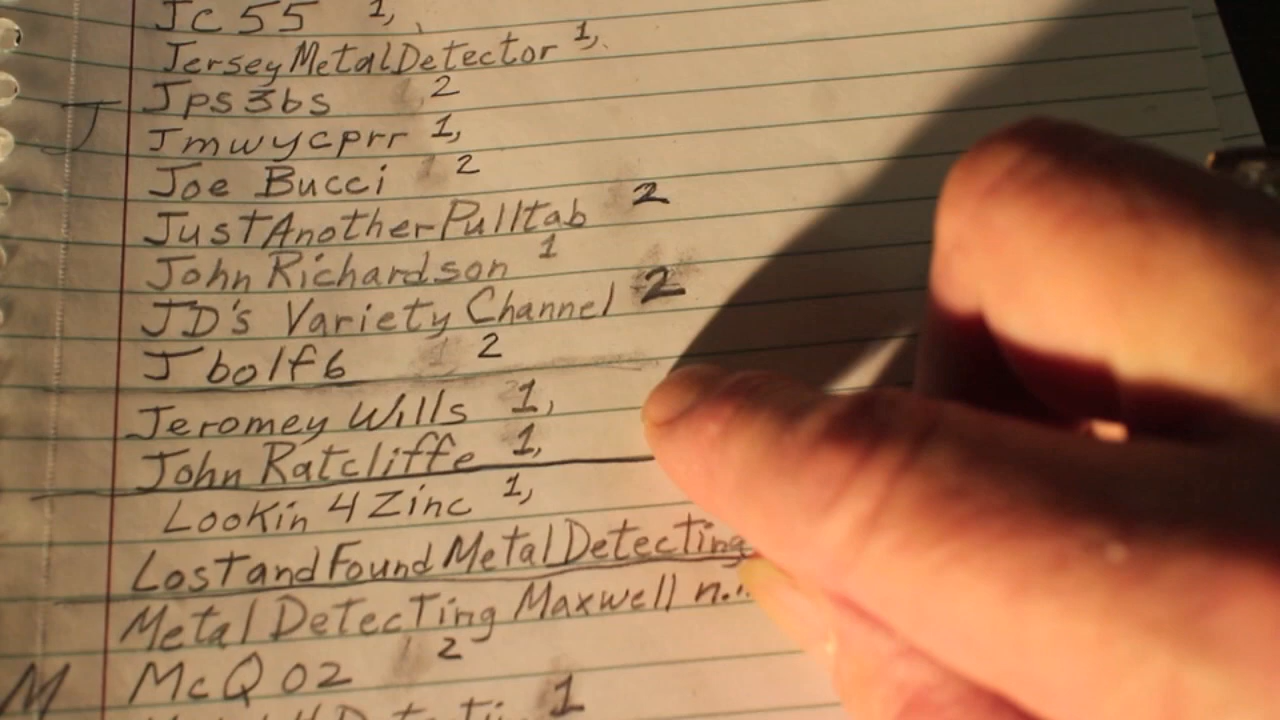 JC55 1,
JerseyMetalDetector 1,
J Jps3bs 2
Jmwycprr 1,
Joe Bucci 2
JustAnotherPulltab 2
John Richardson 1
JD's Variety Channel 2
Jbolf6 2
Jeromey Wills 1,
John Ratcliffe 1,
Lookin 4 Zinc 1,
LostandFoundMetalDetecting
Metal Detecting Maxwell
M McQ02 2
1